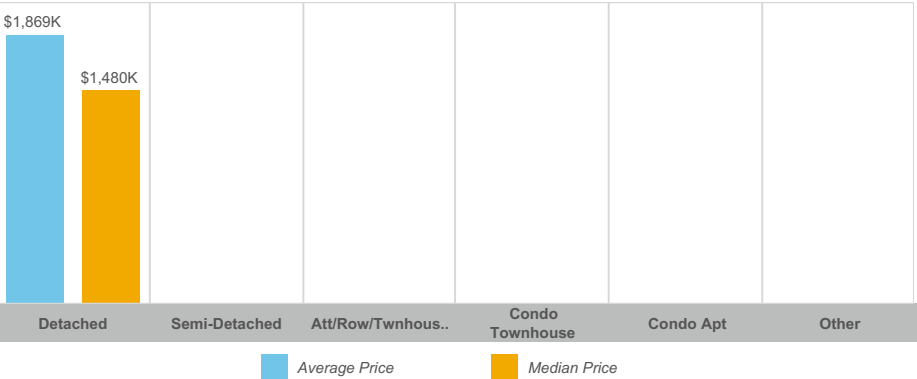 $1,869K
$1,480K
Detached
Semi-Detached
Att/Row/Twnhous..
Condo
Townhouse
Condo Apt
Other
Average Price
Median Price